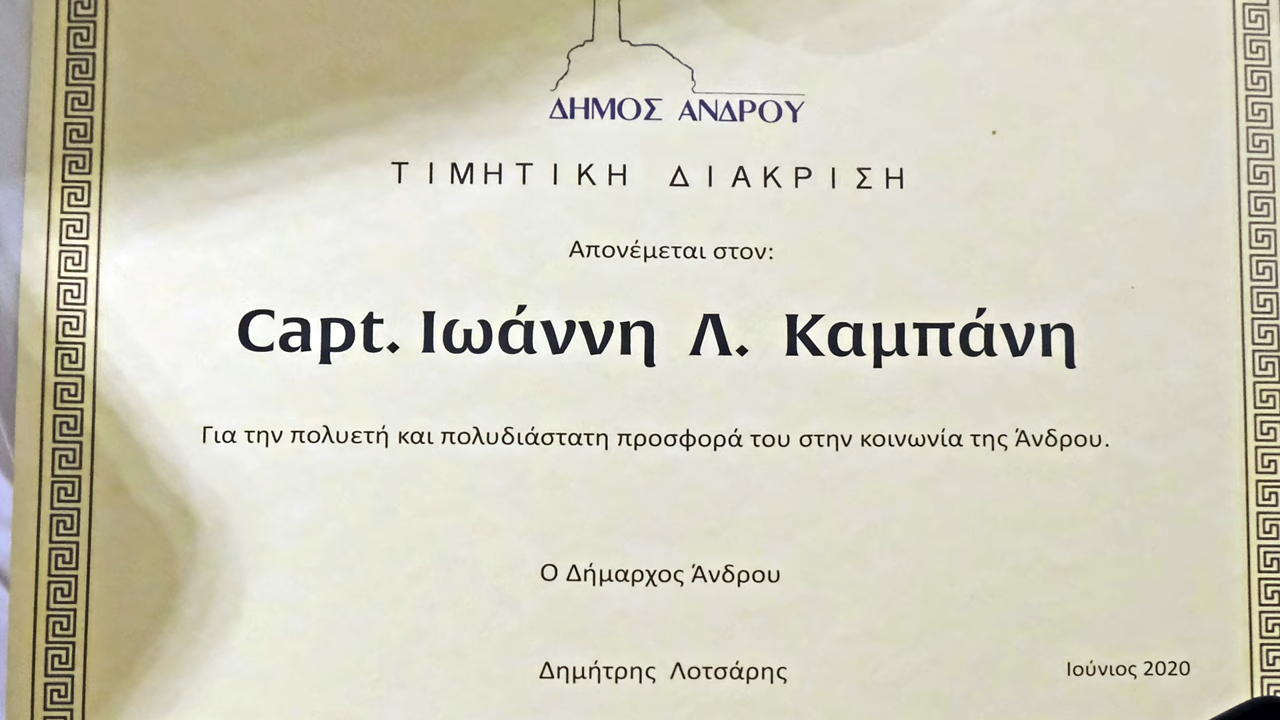 ΔΗΜΟΣ ΑΝΔΡΟΥ
ΤΙΜΗΤΙΚΗ ΔΙΑΚΡΙΣΗ
Απονέμεται στον:
Capt. Ιωάννη Λ. Καμπάνη
Για την πολυετή και πολυδιάστατη προσφορά του στην κοινωνία της Άνδρου.
Ο Δήμαρχος Άνδρου
Δημήτρης Λοτσάρης
Ιούνιος 2020